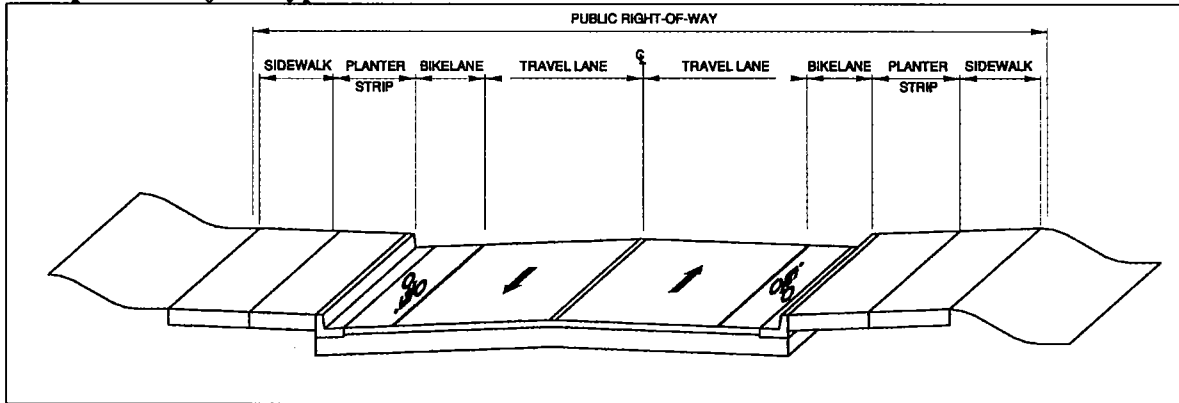 PUBLIC RIGHT-OF-WAY
℄
SIDEWALK PLANTER BIKELANE TRAVEL LANE TRAVEL LANE BIKELANE PLANTER SIDEWALK
STRIP STRIP